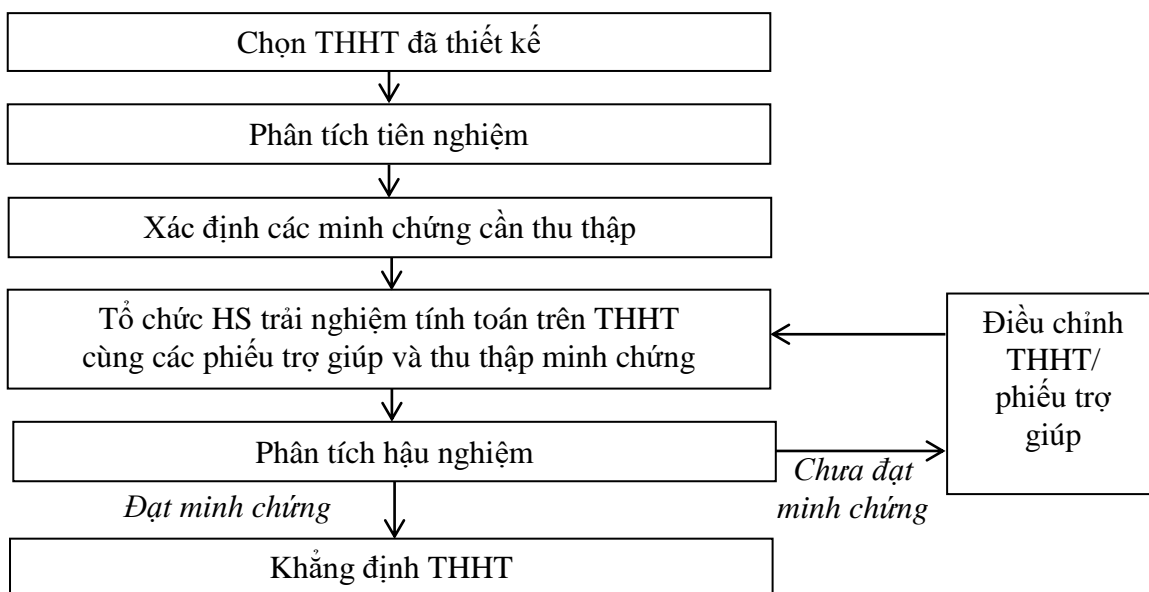 Chọn THHT đã thiết kế
Phân tích tiên nghiệm
Xác định các minh chứng cần thu thập
Tổ chức HS trải nghiệm tính toán trên THHT
cùng các phiếu trợ giúp và thu thập minh chứng
Điều chỉnh
THHT/
phiếu trợ
giúp
Phân tích hậu nghiệm
Đạt minh chứng
Chưa đạt
minh chứng
Khẳng định THHT